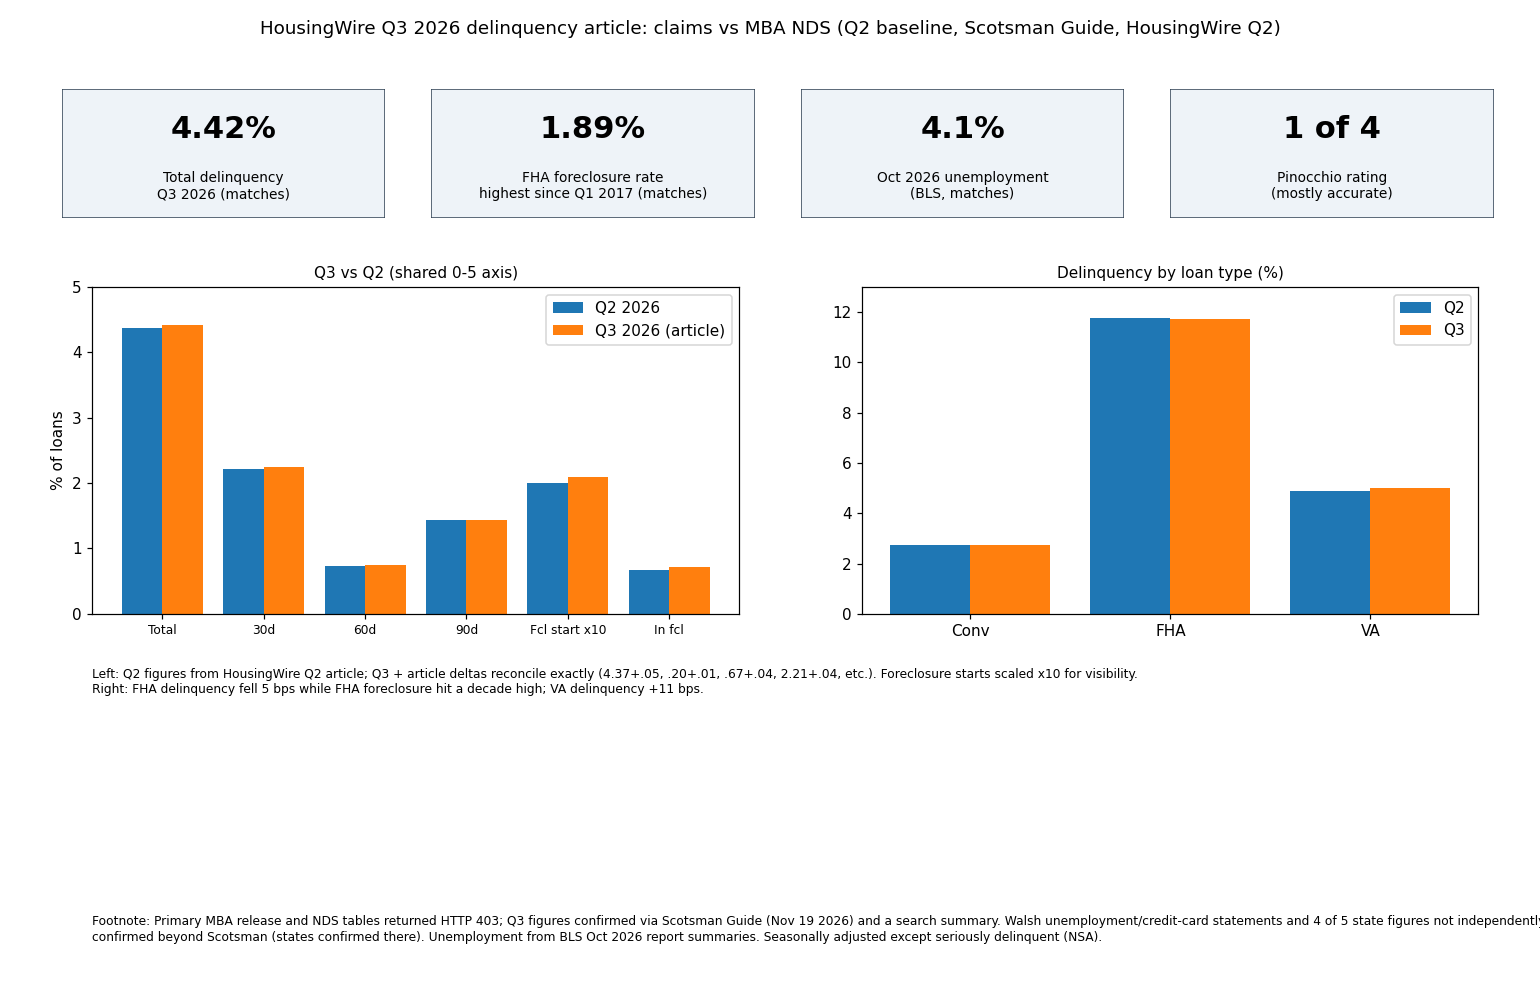 HousingWire Q3 2026 delinquency article: claims vs MBA NDS (Q2 baseline, Scotsman Guide, HousingWire Q2)
4.42%
Total delinquency
Q3 2026 (matches)
1.89%
FHA foreclosure rate
highest since Q1 2017 (matches)
4.1%
Oct 2026 unemployment
(BLS, matches)
1 of 4
Pinocchio rating
(mostly accurate)
Q3 vs Q2 (shared 0-5 axis)
Q2 2026
Q3 2026 (article)
% of loans
5
4
3
2
1
0
Total
30d
60d
90d
Fcl start x10
In fcl
Delinquency by loan type (%)
Q2
Q3
12
10
8
6
4
2
0
Conv
FHA
VA
Left: Q2 figures from HousingWire Q2 article; Q3 + article deltas reconcile exactly (4.37+.05, .20+.01, .67+.04, 2.21+.04, etc.). Foreclosure starts scaled x10 for visibility.
Right: FHA delinquency fell 5 bps while FHA foreclosure hit a decade high; VA delinquency +11 bps.
Footnote: Primary MBA release and NDS tables returned HTTP 403; Q3 figures confirmed via Scotsman Guide (Nov 19 2026) and a search summary. Walsh unemployment/credit-card statements and 4 of 5 state figures not independently
confirmed beyond Scotsman (states confirmed there). Unemployment from BLS Oct 2026 report summaries. Seasonally adjusted except seriously delinquent (NSA).